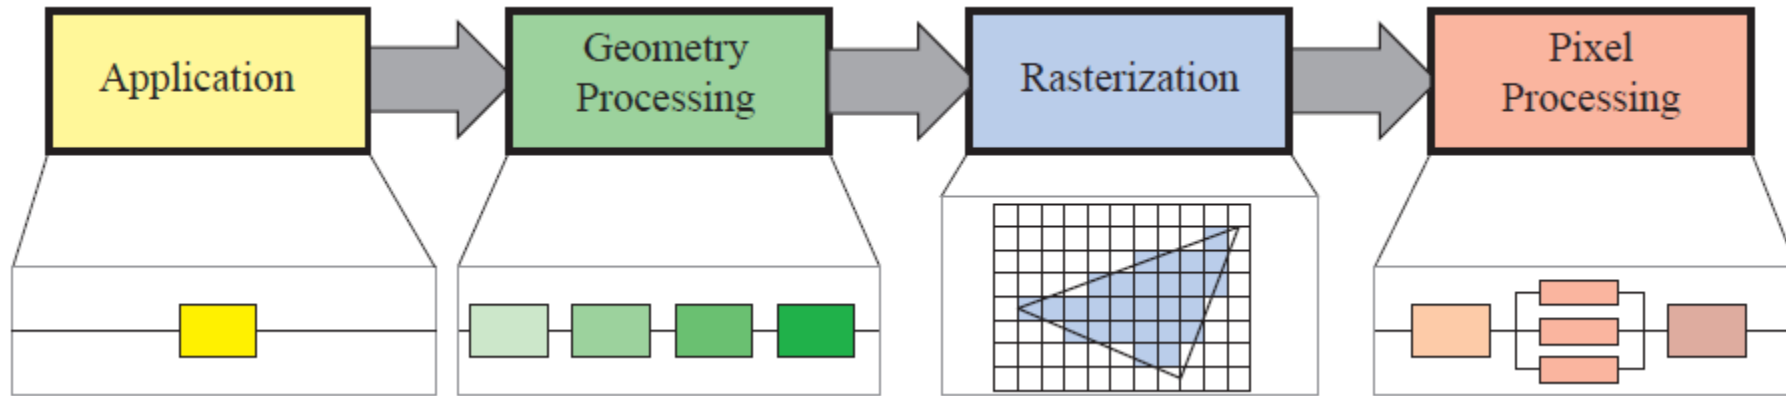 Application
Geometry
Processing
Rasterization
Pixel
Processing